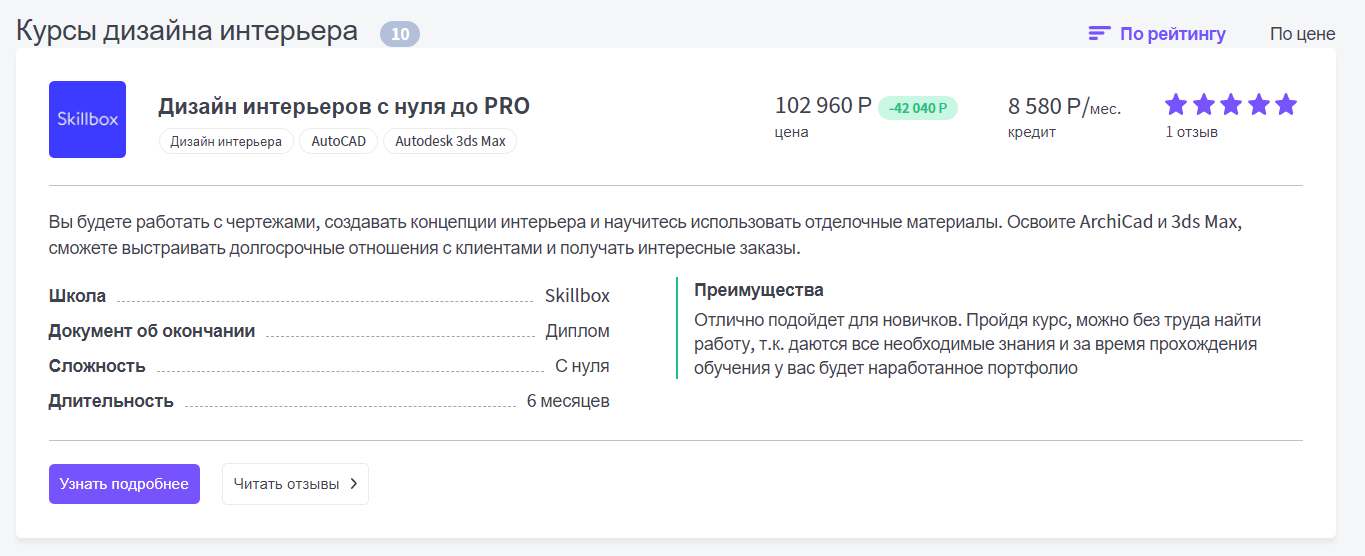 Курсы дизайна интерьера 10
По рейтингу По цене
Skillbox
Дизайн интерьеров с нуля до PRO
Дизайн интерьера AutoCAD Autodesk 3ds Max
102 960 Р -42 040 Р
цена
8 580 Р/мес.
кредит
1 отзыв
Вы будете работать с чертежами, создавать концепции интерьера и научитесь использовать отделочные материалы. Освоите ArchiCad и 3ds Max,
сможете выстраивать долгосрочные отношения с клиентами и получать интересные заказы.
Школа Skillbox
Документ об окончании Диплом
Сложность С нуля
Длительность 6 месяцев
Преимущества
Отлично подойдет для новичков. Пройдя курс, можно без труда найти
работу, т.к. даются все необходимые знания и за время прохождения
обучения у вас будет наработанное портфолио
Узнать подробнее Читать отзывы